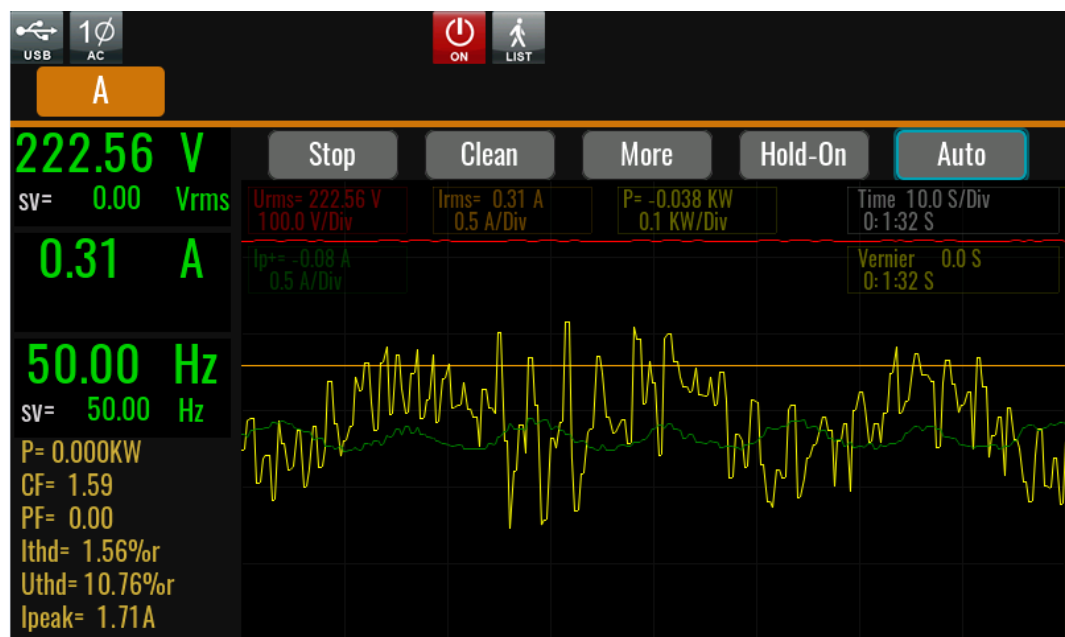 USB
1Ø
AC
ON
LIST
A
222.56 V
sv= 0.00 Vrms
0.31 A
50.00 Hz
sv= 50.00 Hz
P= 0.000KW
CF= 1.59
PF= 0.00
Ithd= 1.56%r
Uthd= 10.76%r
Ipeak= 1.71A
Stop Clean More Hold-On Auto
Urms= 222.56 V
100.0 V/Div
Irms= 0.31 A
0.5 A/Div
P= -0.038 KW
0.1 KW/Div
Time 10.0 S/Div
0: 1:32 S
Ip+= -0.08 A
0.5 A/Div
Vernier 0.0 S
0: 1:32 S